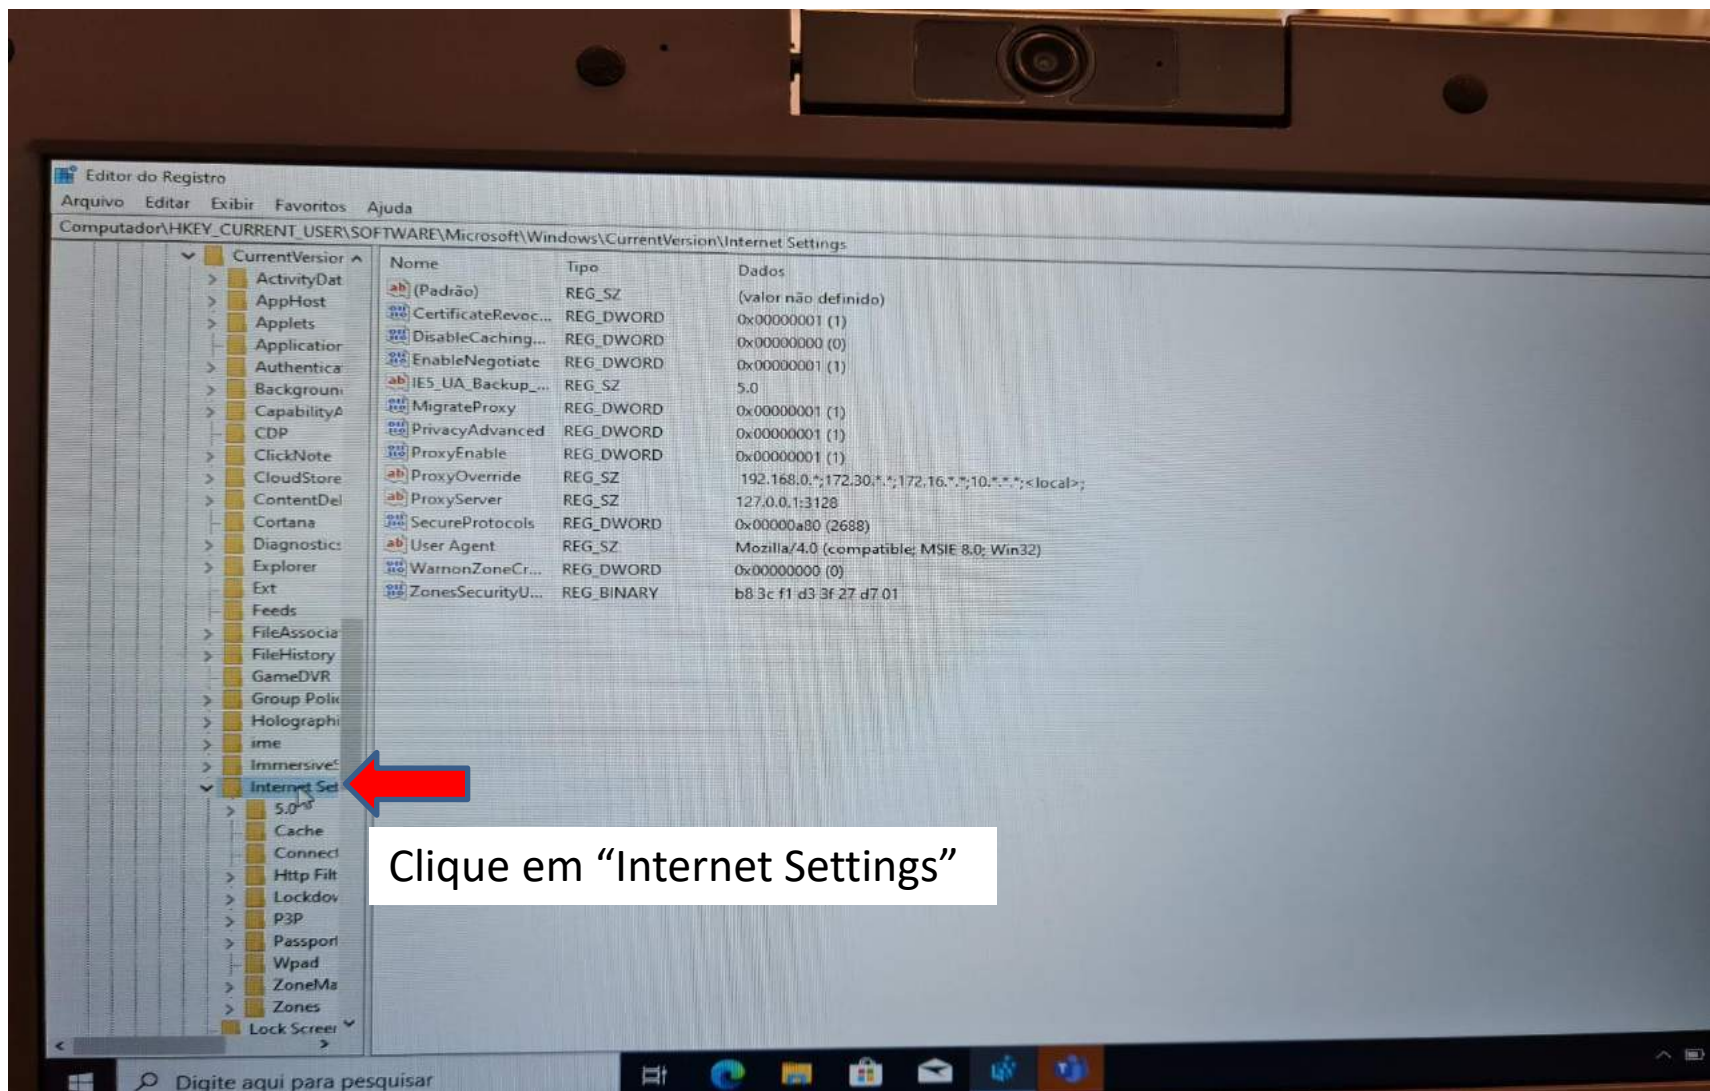 Editor do Registro
Arquivo Editar Exibir Favoritos Ajuda
Computador\HKEY_CURRENT_USER\SOFTWARE\Microsoft\Windows\CurrentVersion\Internet Settings
CurrentVersior
ActivityDat
AppHost
Applets
Applicatior
Authentica
Backgroun
CapabilityA
CDP
ClickNote
CloudStore
ContentDel
Cortana
Diagnostic
Explorer
Ext
Feeds
FileAssocia
FileHistory
GameDVR
Group Poli
Holographi
ime
Immersive
Internet Set
5.0
Cache
Connect
Http Filt
Lockdov
P3P
Passport
Wpad
ZoneMa
Zones
Lock Screer
Nome Tipo Dados
(Padrão) REG_SZ (valor não definido)
CertificateRevoc... REG_DWORD 0x00000001 (1)
DisableCaching... REG_DWORD 0x00000000 (0)
EnableNegotiate REG_DWORD 0x00000001 (1)
IE5_UA_Backup_... REG_SZ 5.0
MigrateProxy REG_DWORD 0x00000001 (1)
PrivacyAdvanced REG_DWORD 0x00000001 (1)
ProxyEnable REG_DWORD 0x00000001 (1)
ProxyOverride REG_SZ 192.168.0.*;172.30.*.*;172.16.*.*;10.*.*.*;<local>;
ProxyServer REG_SZ 127.0.0.1:3128
SecureProtocols REG_DWORD 0x00000a80 (2688)
User Agent REG_SZ Mozilla/4.0 (compatible; MSIE 8.0; Win32)
WarnonZoneCr... REG_DWORD 0x00000000 (0)
ZonesSecurityU... REG_BINARY b8 3c f1 d3 3f 27 d7 01
Clique em “Internet Settings”
Digite aqui para pesquisar